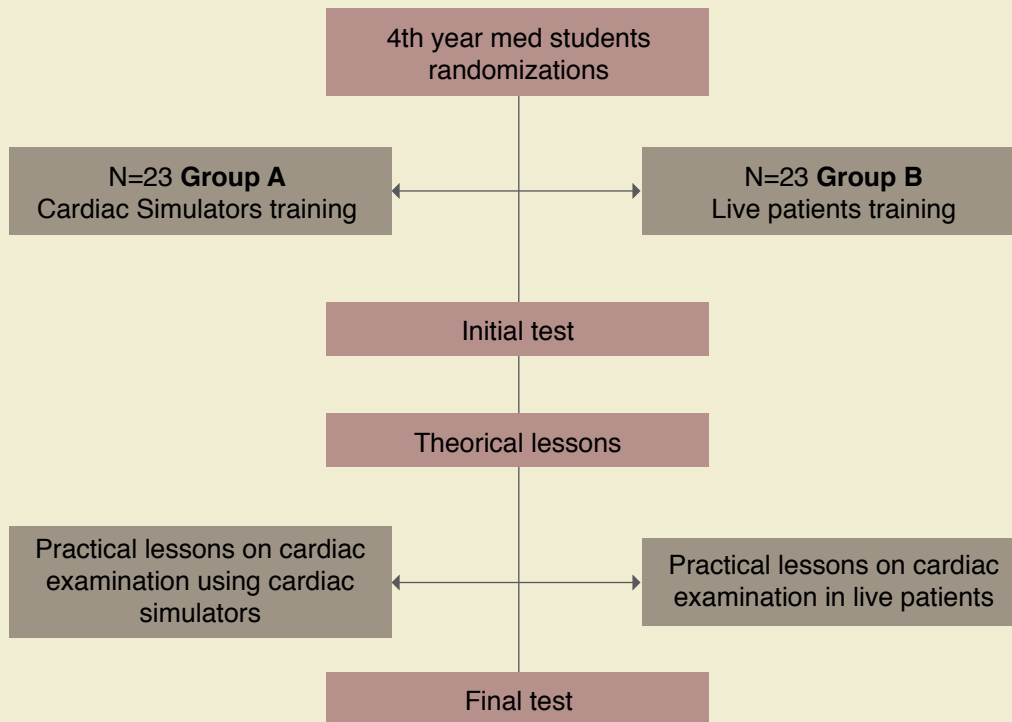 4th year med students
randomizations
N=23 Group A
Cardiac Simulators training
N=23 Group B
Live patients training
Initial test
Theorical lessons
Practical lessons on cardiac
examination using cardiac
simulators
Practical lessons on cardiac
examination in live patients
Final test